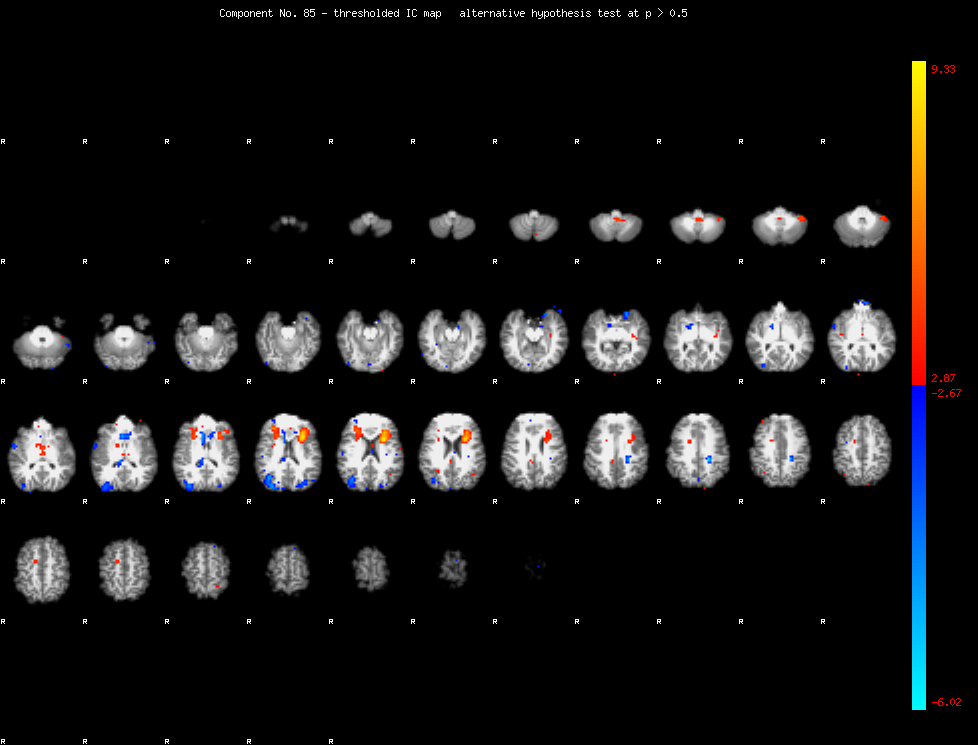 Component No. 85 - thresholded IC map   alternative hypothesis test at p > 0.5
9.33
R R R R R R R R R R R
R R R R R R R R R R R
2.87
R R R R R R R R R R R
-2.67
R R R R R R R R R R R
R R R R R R R R R R R
-6.02
R R R R R